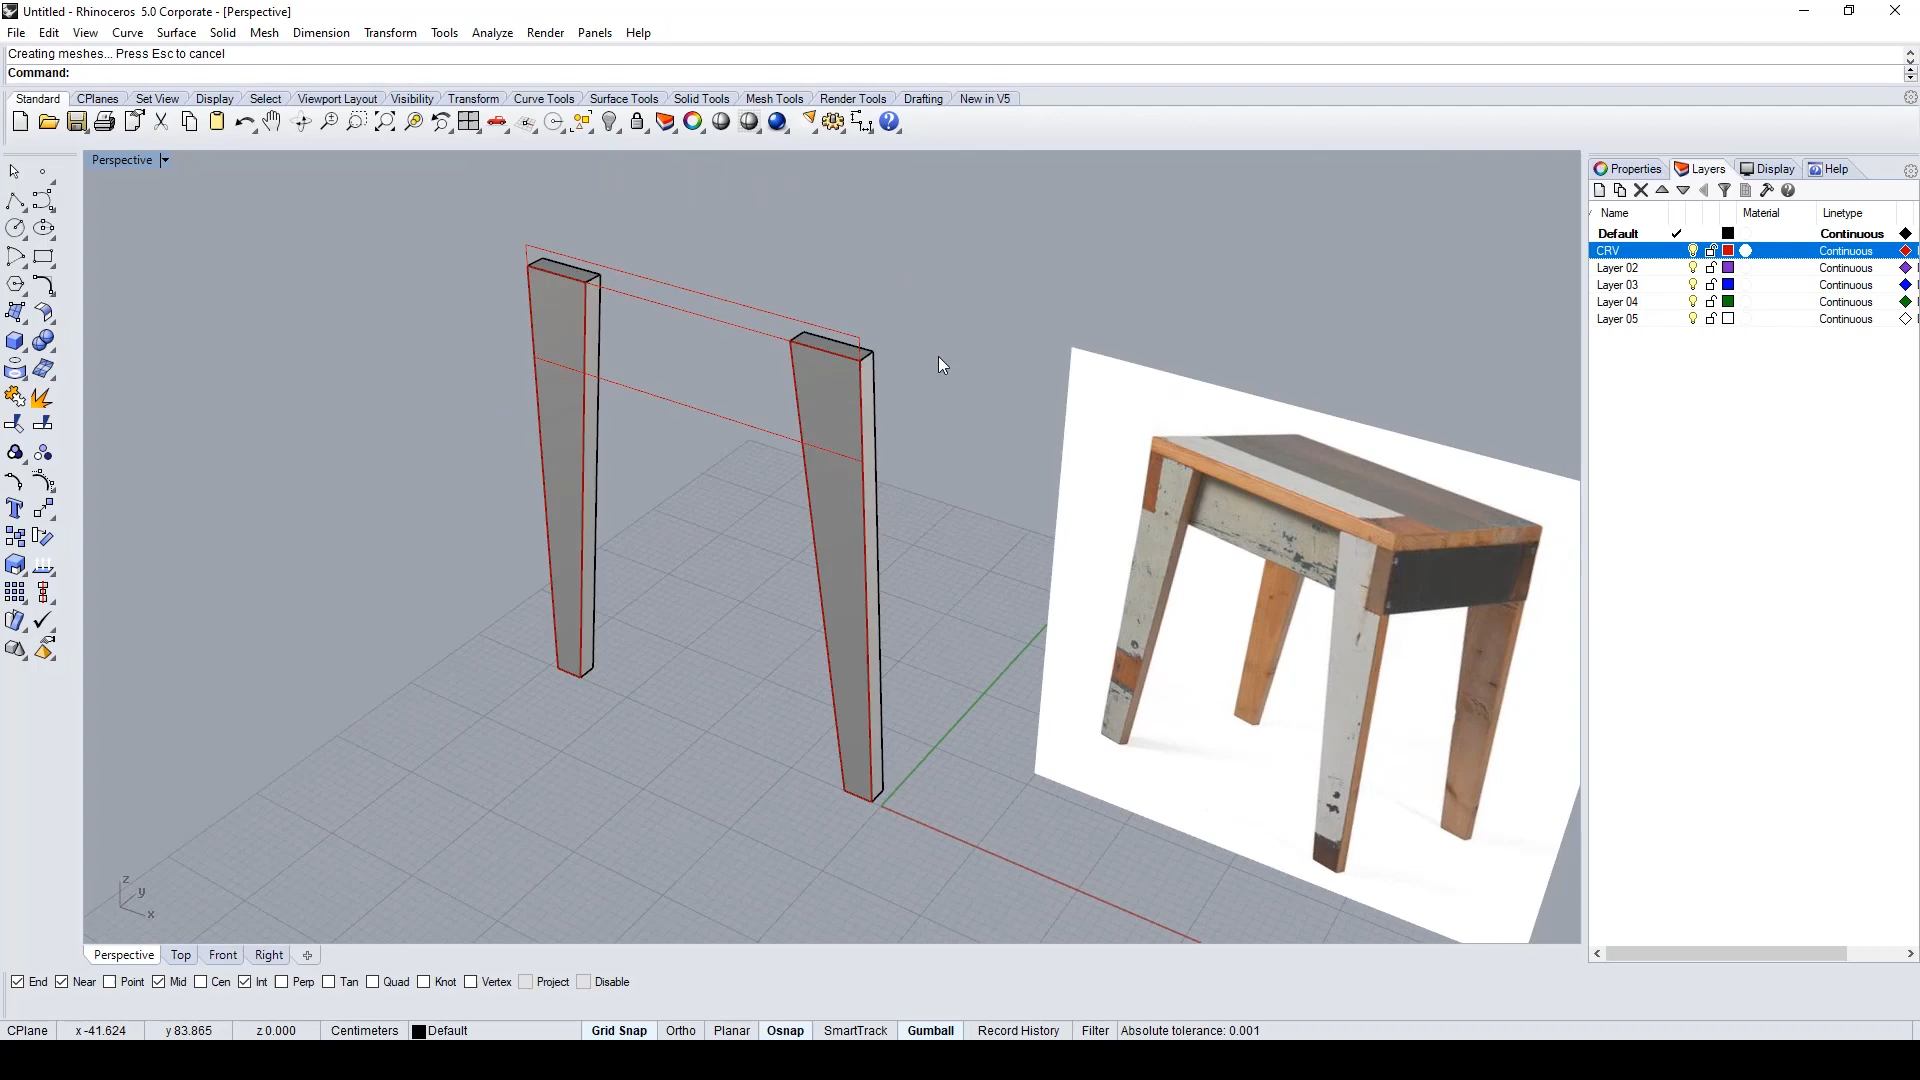 Untitled - Rhinoceros 5.0 Corporate - [Perspective]
File Edit View Curve Surface Solid Mesh Dimension Transform Tools Analyze Render Panels Help
Creating meshes... Press Esc to cancel
Command:
Standard CPlanes Set View Display Select Viewport Layout Visibility Transform Curve Tools Surface Tools Solid Tools Mesh Tools Render Tools Drafting New in V5
Perspective
Properties Layers Display Help
Name Material Linetype
Default Continuous
CRV Continuous
Layer 02 Continuous
Layer 03 Continuous
Layer 04 Continuous
Layer 05 Continuous
z
y
x
Perspective Top Front Right
End Near Point Mid Cen Int Perp Tan Quad Knot Vertex Project Disable
CPlane x -41.624 y 83.865 z 0.000 Centimeters Default Grid Snap Ortho Planar Osnap SmartTrack Gumball Record History Filter Absolute tolerance: 0.001